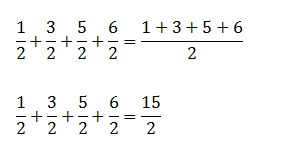 1/2 + 3/2 + 5/2 + 6/2 = (1 + 3 + 5 + 6)/2
1/2 + 3/2 + 5/2 + 6/2 = 15/2